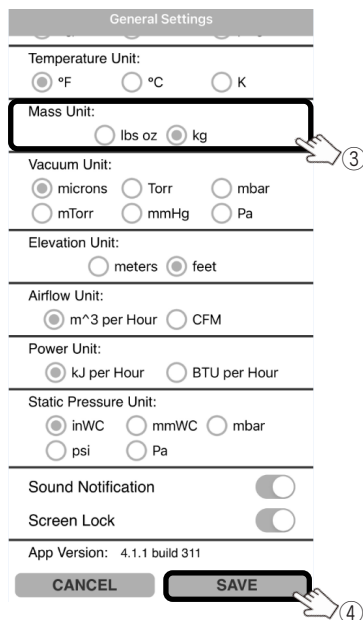 General Settings
Temperature Unit:
°F °C K
Mass Unit:
lbs oz kg
③
Vacuum Unit:
microns Torr mbar
mTorr mmHg Pa
Elevation Unit:
meters feet
Airflow Unit:
m^3 per Hour CFM
Power Unit:
kJ per Hour BTU per Hour
Static Pressure Unit:
inWC mmWC mbar
psi Pa
Sound Notification
Screen Lock
App Version: 4.1.1 build 311
CANCEL SAVE
④